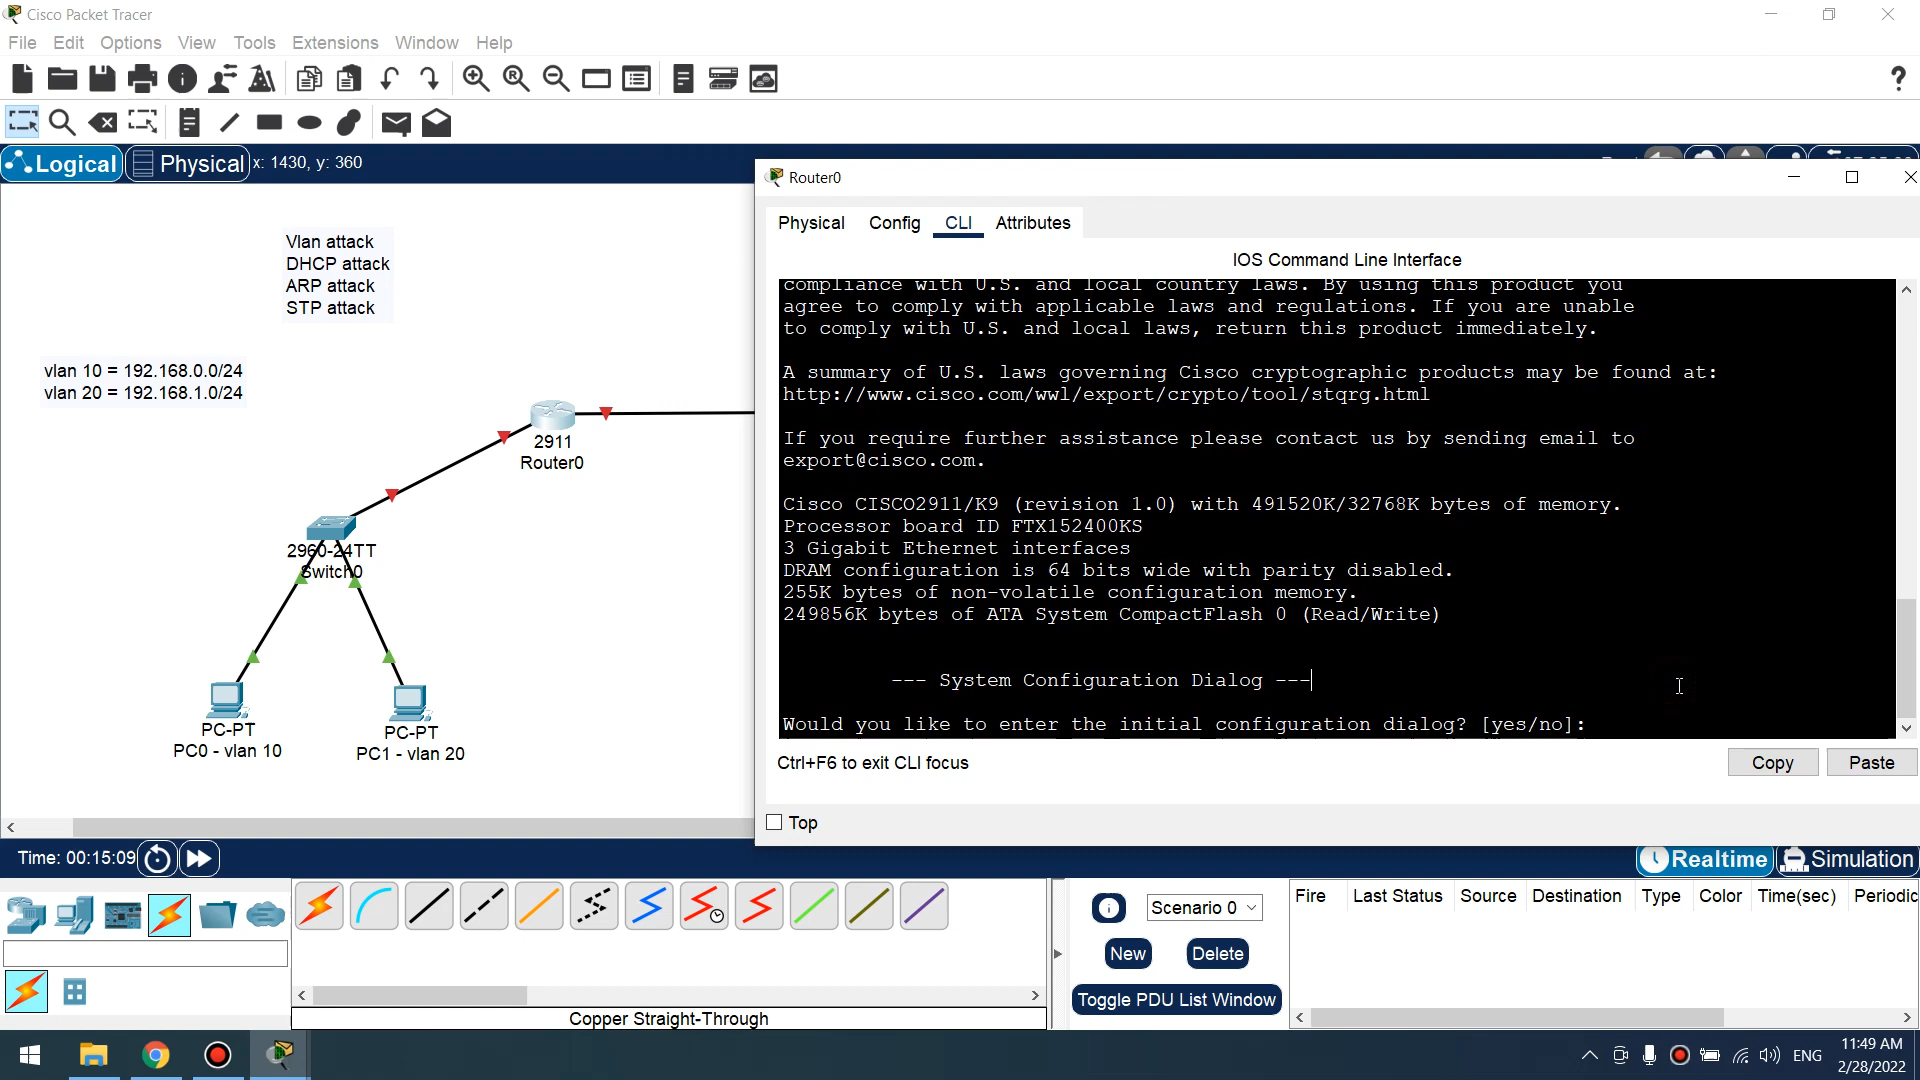 Cisco Packet Tracer
File Edit Options View Tools Extensions Window Help
Logical Physical x: 1430, y: 360
Router0
Physical Config CLI Attributes
IOS Command Line Interface
compliance with U.S. and local country laws. By using this product you
agree to comply with applicable laws and regulations. If you are unable
to comply with U.S. and local laws, return this product immediately.
A summary of U.S. laws governing Cisco cryptographic products may be found at:
http://www.cisco.com/wwl/export/crypto/tool/stqrg.html
If you require further assistance please contact us by sending email to
export@cisco.com.
Cisco CISCO2911/K9 (revision 1.0) with 491520K/32768K bytes of memory.
Processor board ID FTX152400KS
3 Gigabit Ethernet interfaces
DRAM configuration is 64 bits wide with parity disabled.
255K bytes of non-volatile configuration memory.
249856K bytes of ATA System CompactFlash 0 (Read/Write)
--- System Configuration Dialog ---
Would you like to enter the initial configuration dialog? [yes/no]:
Ctrl+F6 to exit CLI focus
Copy Paste
Top
Vlan attack
DHCP attack
ARP attack
STP attack
vlan 10 = 192.168.0.0/24
vlan 20 = 192.168.1.0/24
2911
Router0
2960-24TT
Switch0
PC-PT
PC0 - vlan 10
PC-PT
PC1 - vlan 20
Time: 00:15:09
Realtime Simulation
Scenario 0
New Delete
Toggle PDU List Window
Fire Last Status Source Destination Type Color Time(sec) Periodic
Copper Straight-Through
ENG
11:49 AM
2/28/2022